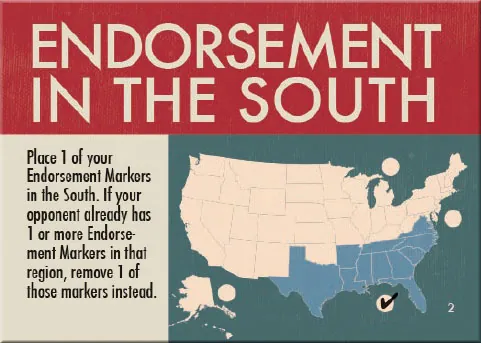 ENDORSEMENT
IN THE SOUTH
Place 1 of your
Endorsement Markers
in the South. If your
opponent already has
1 or more Endorse-
ment Markers in that
region, remove 1 of
those markers instead.
2